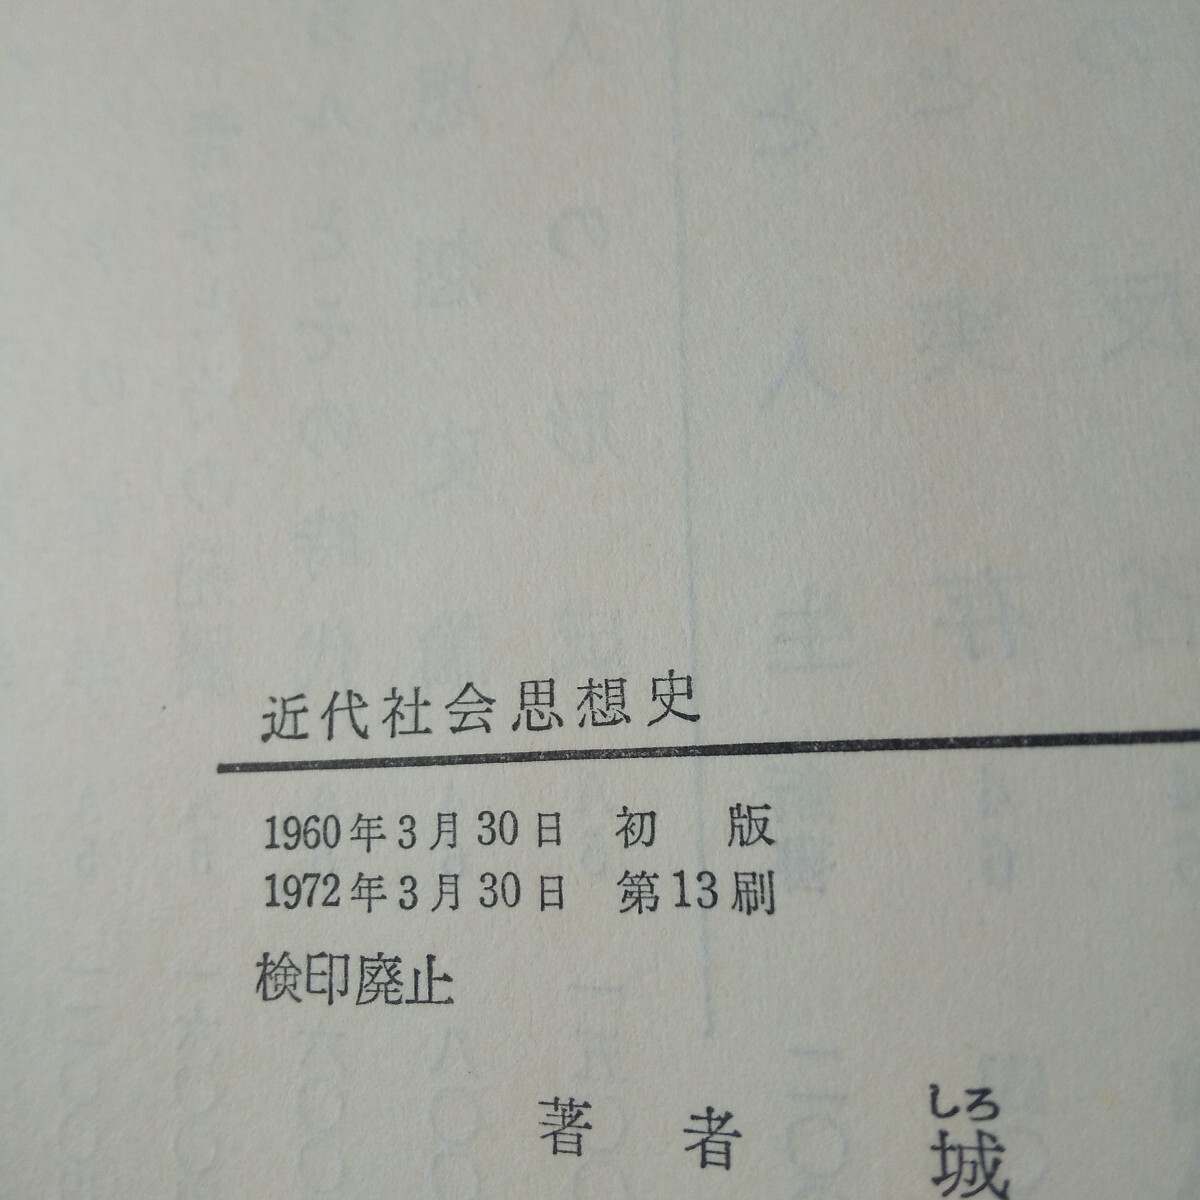 近代社会思想史
1960年3月30日 初 版
1972年3月30日 第13刷
検印廃止
しろ
著 者 城